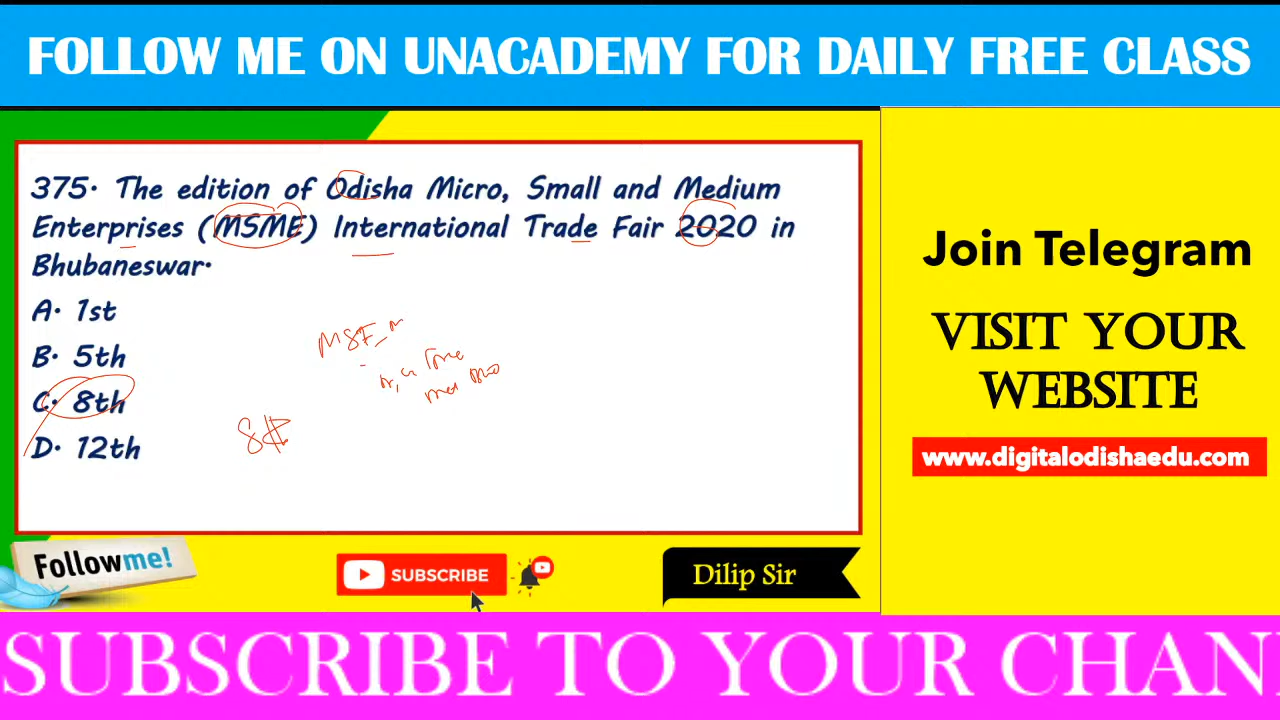 FOLLOW ME ON UNACADEMY FOR DAILY FREE CLASS
375. The edition of Odisha Micro, Small and Medium
Enterprises (MSME) International Trade Fair 2020 in
Bhubaneswar.
A. 1st
B. 5th
C. 8th
D. 12th
Join Telegram
VISIT YOUR
WEBSITE
www.digitalodishaedu.com
Followme!
SUBSCRIBE
Dilip Sir
SUBSCRIBE TO YOUR CHAN